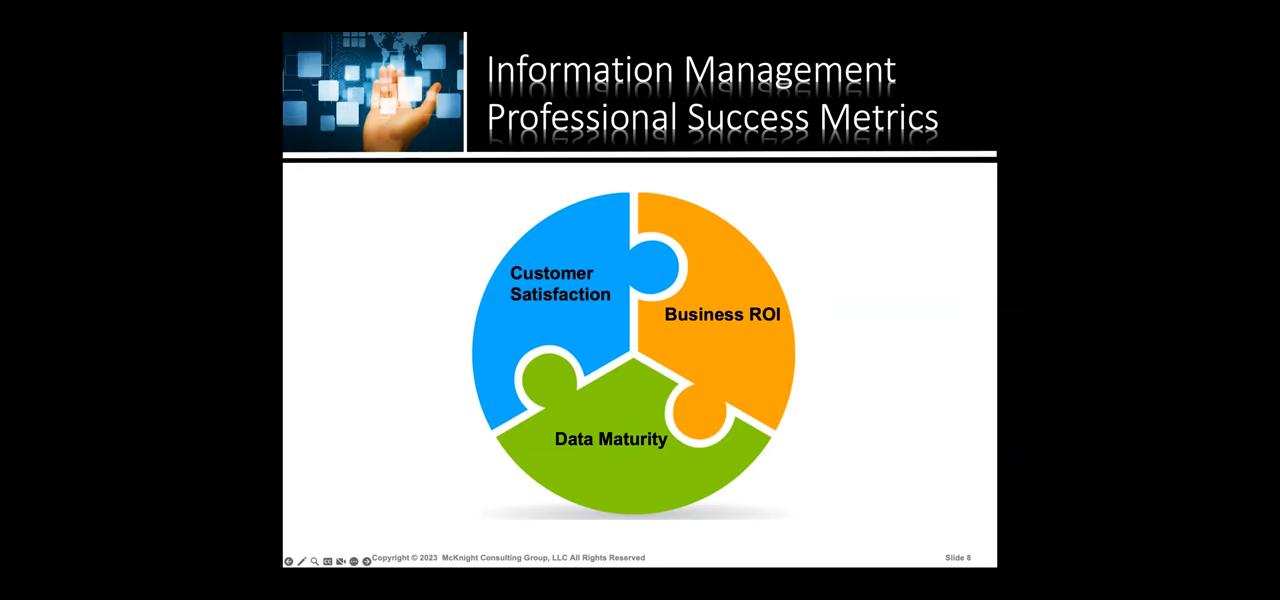 Information Management
Professional Success Metrics
Customer
Satisfaction
Business ROI
Data Maturity
Copyright © 2023 McKnight Consulting Group, LLC All Rights Reserved
Slide 8